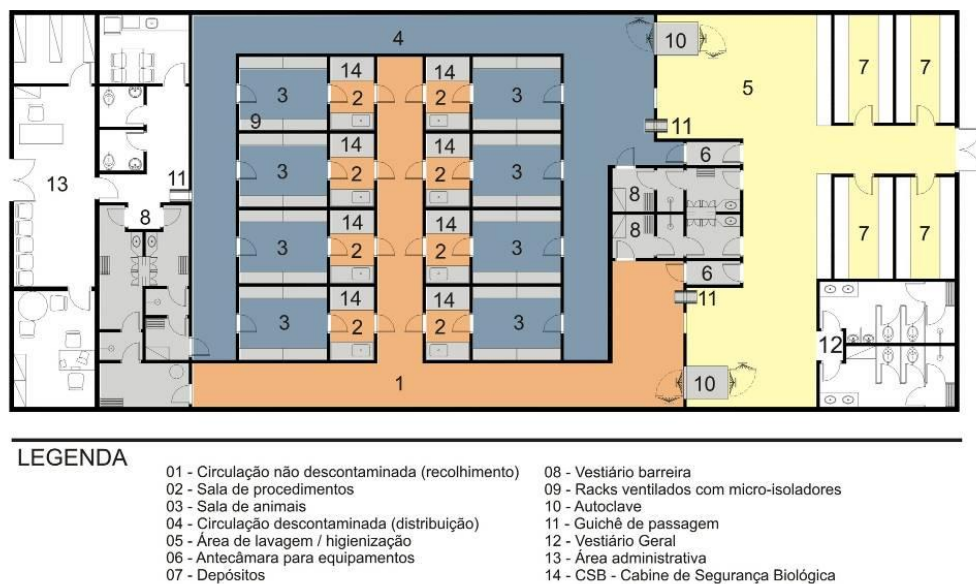 4
10
14
14
7
7
3
2
2
3
5
9
11
14
14
6
3
2
2
3
13
11
8
8
14
14
8
7
7
3
2
2
3
6
14
14
11
3
2
2
3
12
1
10
LEGENDA
01 - Circulação não descontaminada (recolhimento)
02 - Sala de procedimentos
03 - Sala de animais
04 - Circulação descontaminada (distribuição)
05 - Área de lavagem / higienização
06 - Antecâmara para equipamentos
07 - Depósitos
08 - Vestiário barreira
09 - Racks ventilados com micro-isoladores
10 - Autoclave
11 - Guichê de passagem
12 - Vestiário Geral
13 - Área administrativa
14 - CSB - Cabine de Segurança Biológica